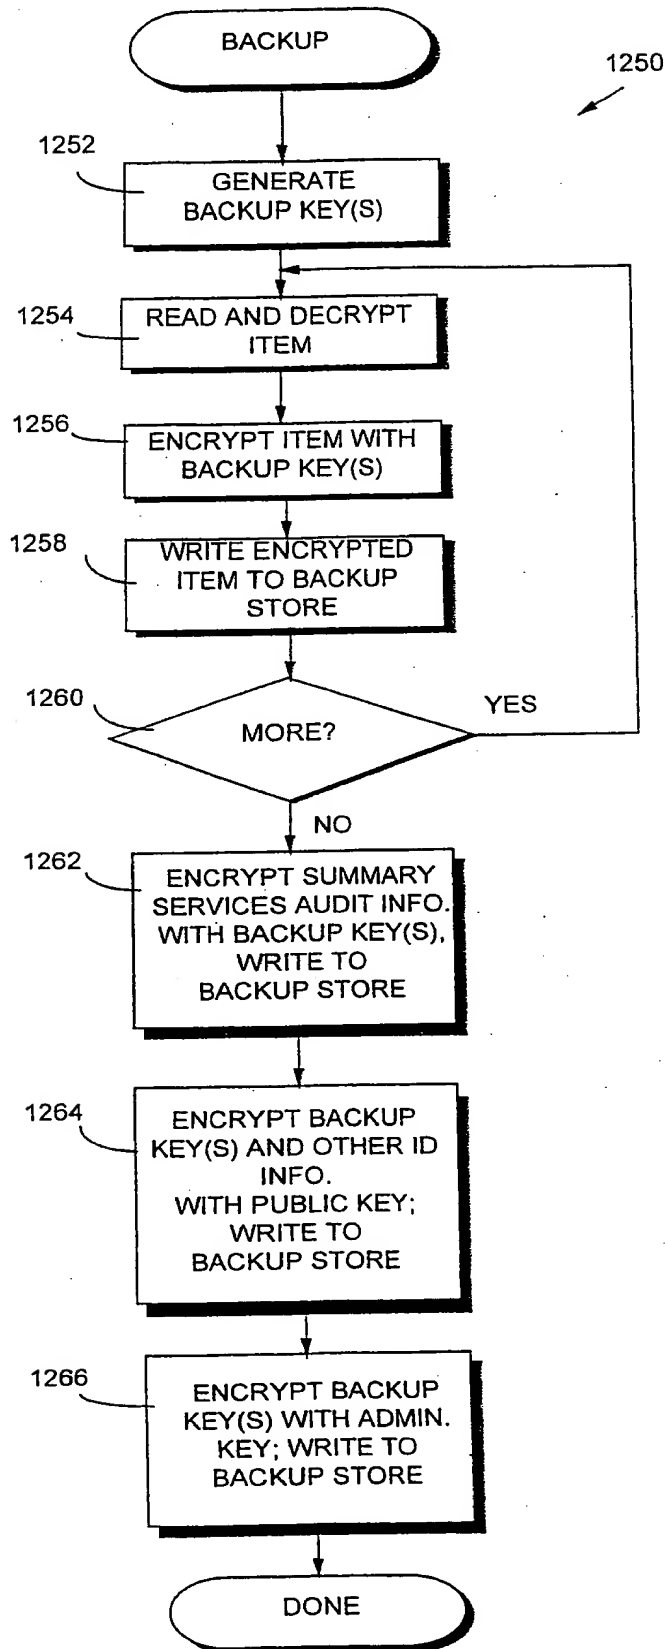 BACKUP
1250
1252
GENERATE
BACKUP KEY(S)
1254
READ AND DECRYPT
ITEM
1256
ENCRYPT ITEM WITH
BACKUP KEY(S)
1258
WRITE ENCRYPTED
ITEM TO BACKUP
STORE
1260
MORE?
YES
NO
1262
ENCRYPT SUMMARY
SERVICES AUDIT INFO.
WITH BACKUP KEY(S),
WRITE TO
BACKUP STORE
1264
ENCRYPT BACKUP
KEY(S) AND OTHER ID
INFO.
WITH PUBLIC KEY;
WRITE TO
BACKUP STORE
1266
ENCRYPT BACKUP
KEY(S) WITH ADMIN.
KEY; WRITE TO
BACKUP STORE
DONE